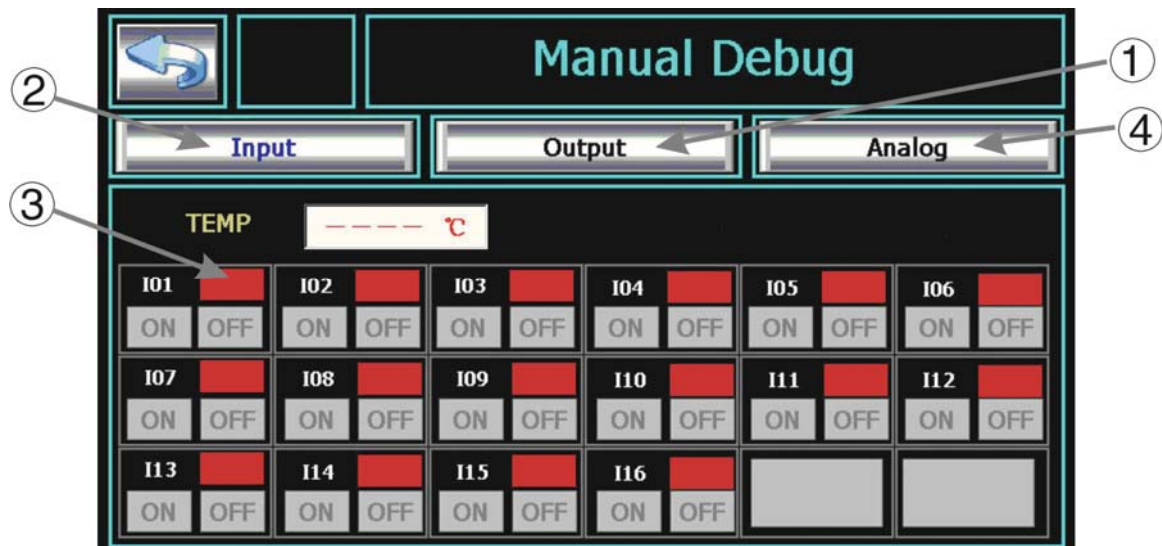 Manual Debug
①
②
Input Output Analog
④
③
TEMP ---- ℃
I01 I02 I03 I04 I05 I06
ON OFF ON OFF ON OFF ON OFF ON OFF ON OFF
I07 I08 I09 I10 I11 I12
ON OFF ON OFF ON OFF ON OFF ON OFF ON OFF
I13 I14 I15 I16
ON OFF ON OFF ON OFF ON OFF